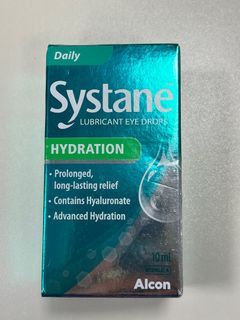 Daily
Systane
LUBRICANT EYE DROPS
HYDRATION
• Prolonged,
long-lasting relief
• Contains Hyaluronate
• Advanced Hydration
10 ml
Alcon